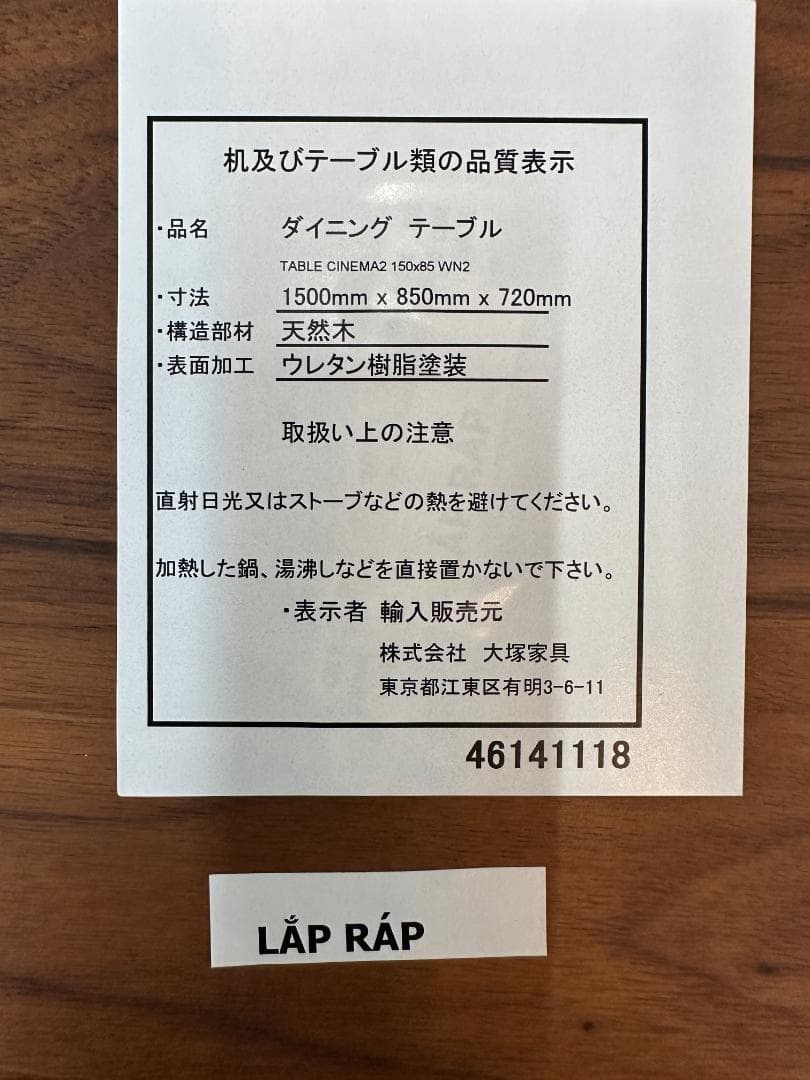 机及びテーブル類の品質表示
・品名 ダイニング テーブル
TABLE CINEMA2 150x85 WN2
・寸法 1500mm x 850mm x 720mm
・構造部材 天然木
・表面加工 ウレタン樹脂塗装
取扱い上の注意
直射日光又はストーブなどの熱を避けてください。
加熱した鍋、湯沸しなどを直接置かないで下さい。
・表示者 輸入販売元
株式会社 大塚家具
東京都江東区有明3-6-11
46141118
LẮP RÁP